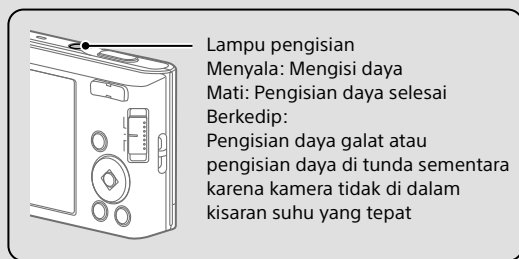 Lampu pengisian
Menyala: Mengisi daya
Mati: Pengisian daya selesai
Berkedip:
Pengisian daya galat atau
pengisian daya di tunda sementara
karena kamera tidak di dalam
kisaran suhu yang tepat